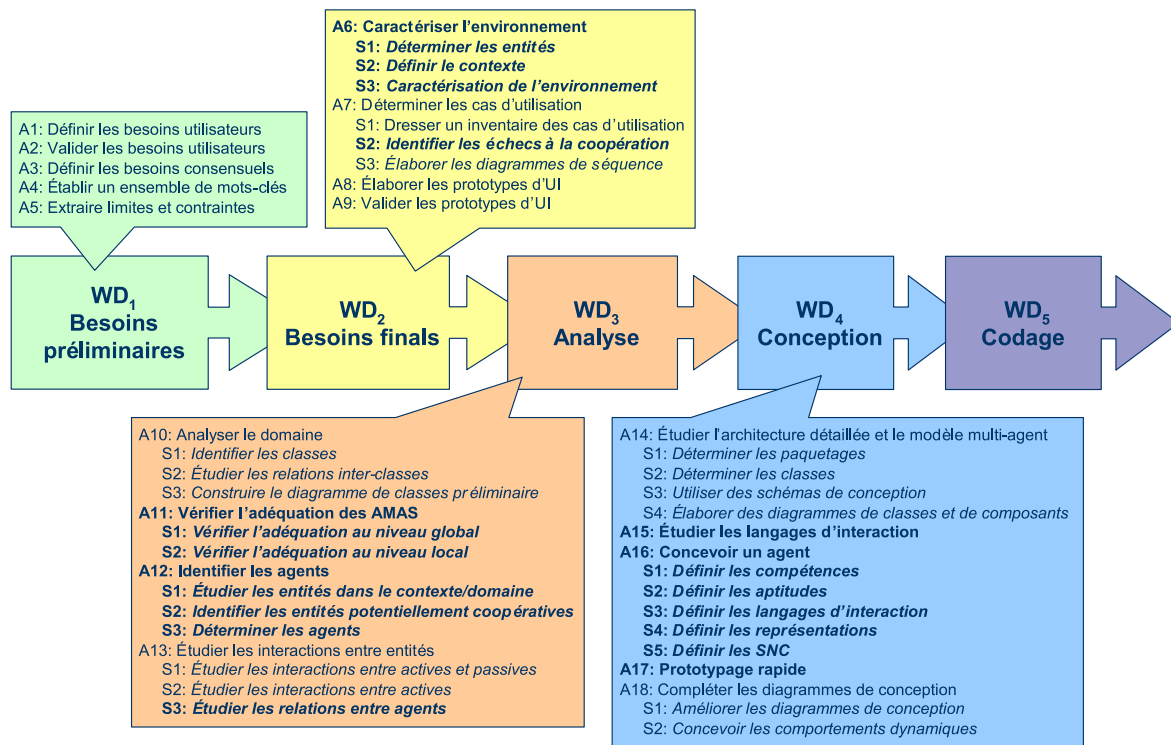 A6: Caractériser l'environnement
S1: Déterminer les entités
S2: Définir le contexte
S3: Caractérisation de l'environnement
A7: Déterminer les cas d'utilisation
S1: Dresser un inventaire des cas d'utilisation
S2: Identifier les échecs à la coopération
S3: Élaborer les diagrammes de séquence
A8: Élaborer les prototypes d'UI
A9: Valider les prototypes d'UI
A1: Définir les besoins utilisateurs
A2: Valider les besoins utilisateurs
A3: Définir les besoins consensuels
A4: Établir un ensemble de mots-clés
A5: Extraire limites et contraintes
WD1
Besoins
préliminaires
WD2
Besoins finals
WD3
Analyse
WD4
Conception
WD5
Codage
A10: Analyser le domaine
S1: Identifier les classes
S2: Étudier les relations inter-classes
S3: Construire le diagramme de classes préliminaire
A11: Vérifier l'adéquation des AMAS
S1: Vérifier l'adéquation au niveau global
S2: Vérifier l'adéquation au niveau local
A12: Identifier les agents
S1: Étudier les entités dans le contexte/domaine
S2: Identifier les entités potentiellement coopératives
S3: Déterminer les agents
A13: Étudier les interactions entre entités
S1: Étudier les interactions entre actives et passives
S2: Étudier les interactions entre actives
S3: Étudier les relations entre agents
A14: Étudier l'architecture détaillée et le modèle multi-agent
S1: Déterminer les paquetages
S2: Déterminer les classes
S3: Utiliser des schémas de conception
S4: Élaborer des diagrammes de classes et de composants
A15: Étudier les langages d'interaction
A16: Concevoir un agent
S1: Définir les compétences
S2: Définir les aptitudes
S3: Définir les langages d'interaction
S4: Définir les représentations
S5: Définir les SNC
A17: Prototypage rapide
A18: Compléter les diagrammes de conception
S1: Améliorer les diagrammes de conception
S2: Concevoir les comportements dynamiques